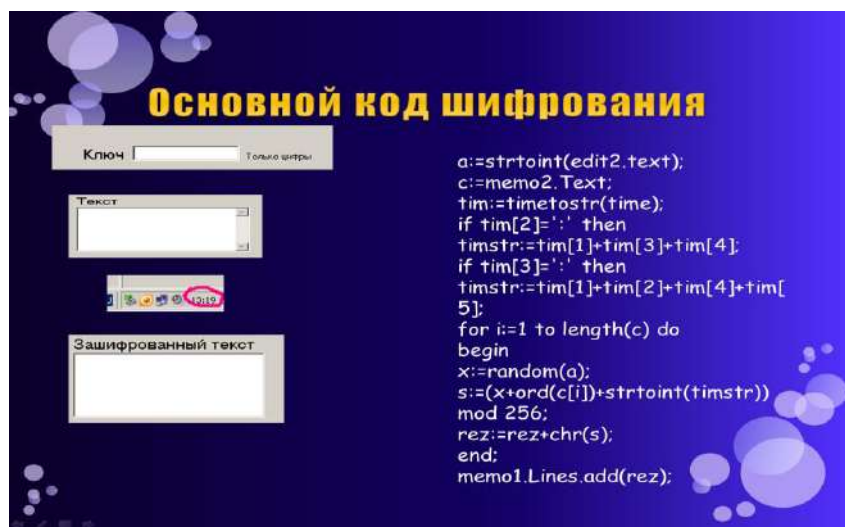 Основной код шифрования
Ключ
Только цифры
Текст
13:19
Зашифрованный текст
a:=strtoint(edit2.text);
c:=memo2.Text;
tim:=timetostr(time);
if tim[2]=':' then
timstr:=tim[1]+tim[3]+tim[4];
if tim[3]=':' then
timstr:=tim[1]+tim[2]+tim[4]+tim[
5];
for i:=1 to length(c) do
begin
x:=random(a);
s:=(x+ord(c[i])+strtoint(timstr))
mod 256;
rez:=rez+chr(s);
end;
memo1.Lines.add(rez);